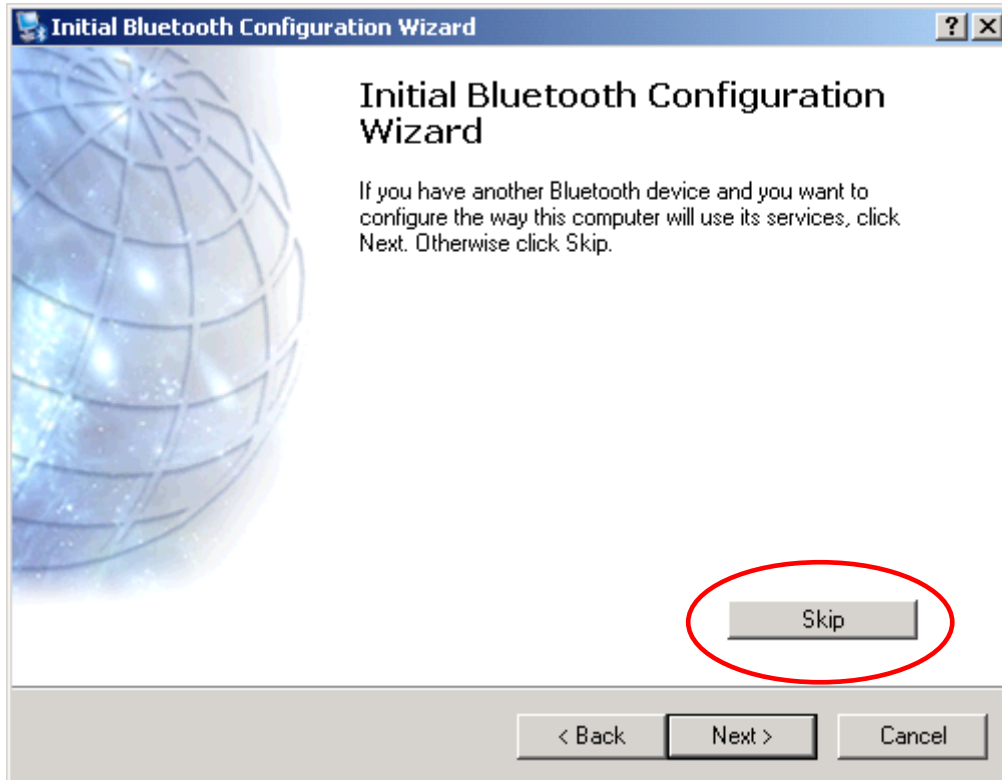 Initial Bluetooth Configuration Wizard
Initial Bluetooth Configuration
Wizard
If you have another Bluetooth device and you want to
configure the way this computer will use its services, click
Next. Otherwise click Skip.
Skip
< Back Next > Cancel